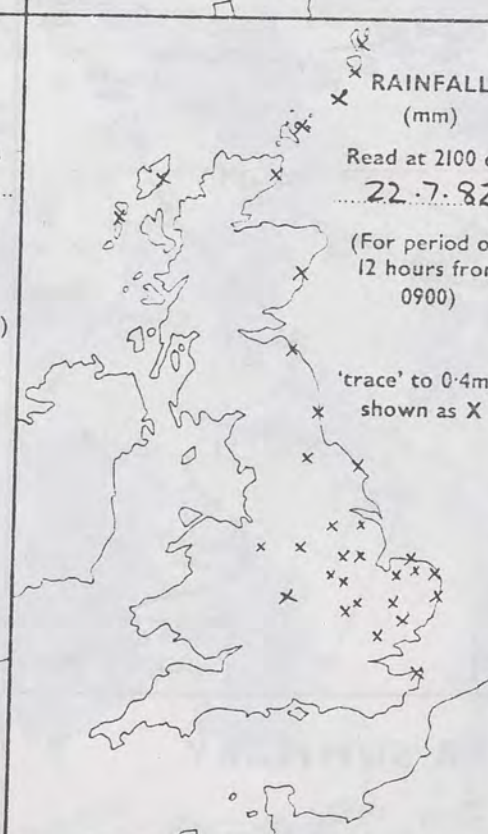 RAINFALL
(mm)
Read at 2100
22.7.82
(For period
12 hours from
0900)
'trace' to 0·4m
shown as X